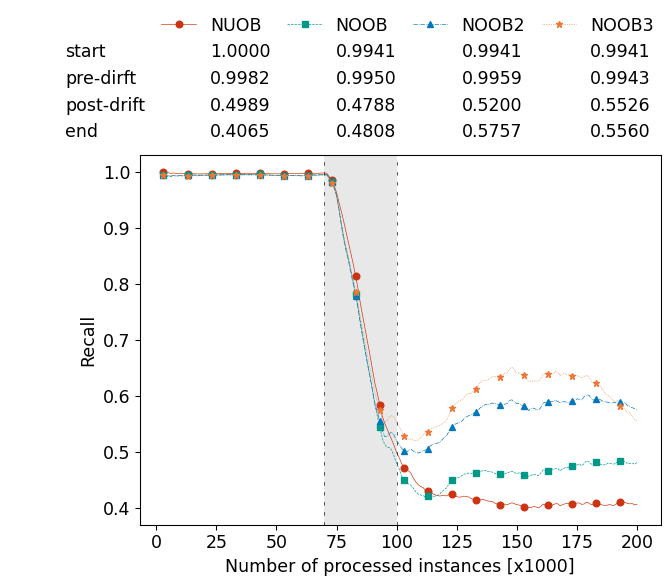 NUOB NOOB NOOB2 NOOB3
start 1.0000 0.9941 0.9941 0.9941
pre-dirft 0.9982 0.9950 0.9959 0.9943
post-drift 0.4989 0.4788 0.5200 0.5526
end 0.4065 0.4808 0.5757 0.5560
1.0
0.9
0.8
0.7
0.6
0.5
0.4
Recall
0 25 50 75 100 125 150 175 200
Number of processed instances [x1000]